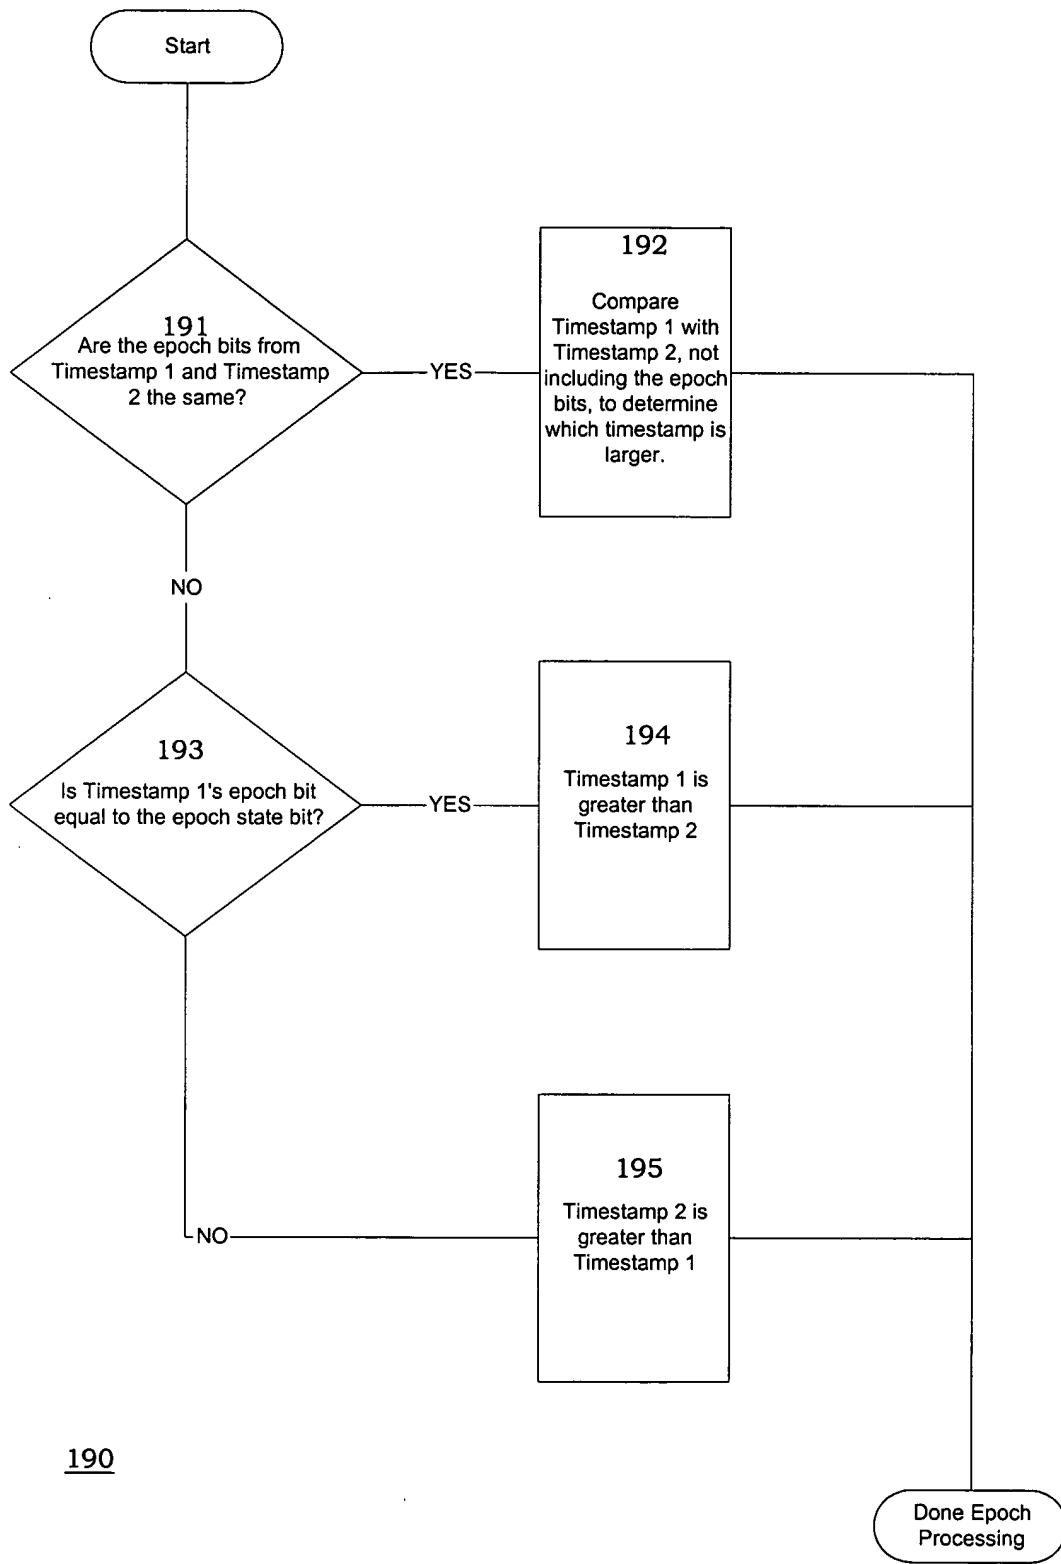 Start
191
Are the epoch bits from
Timestamp 1 and Timestamp
2 the same?
YES
192
Compare
Timestamp 1 with
Timestamp 2, not
including the epoch
bits, to determine
which timestamp is
larger.
NO
193
Is Timestamp 1's epoch bit
equal to the epoch state bit?
YES
194
Timestamp 1 is
greater than
Timestamp 2
NO
195
Timestamp 2 is
greater than
Timestamp 1
190
Done Epoch
Processing